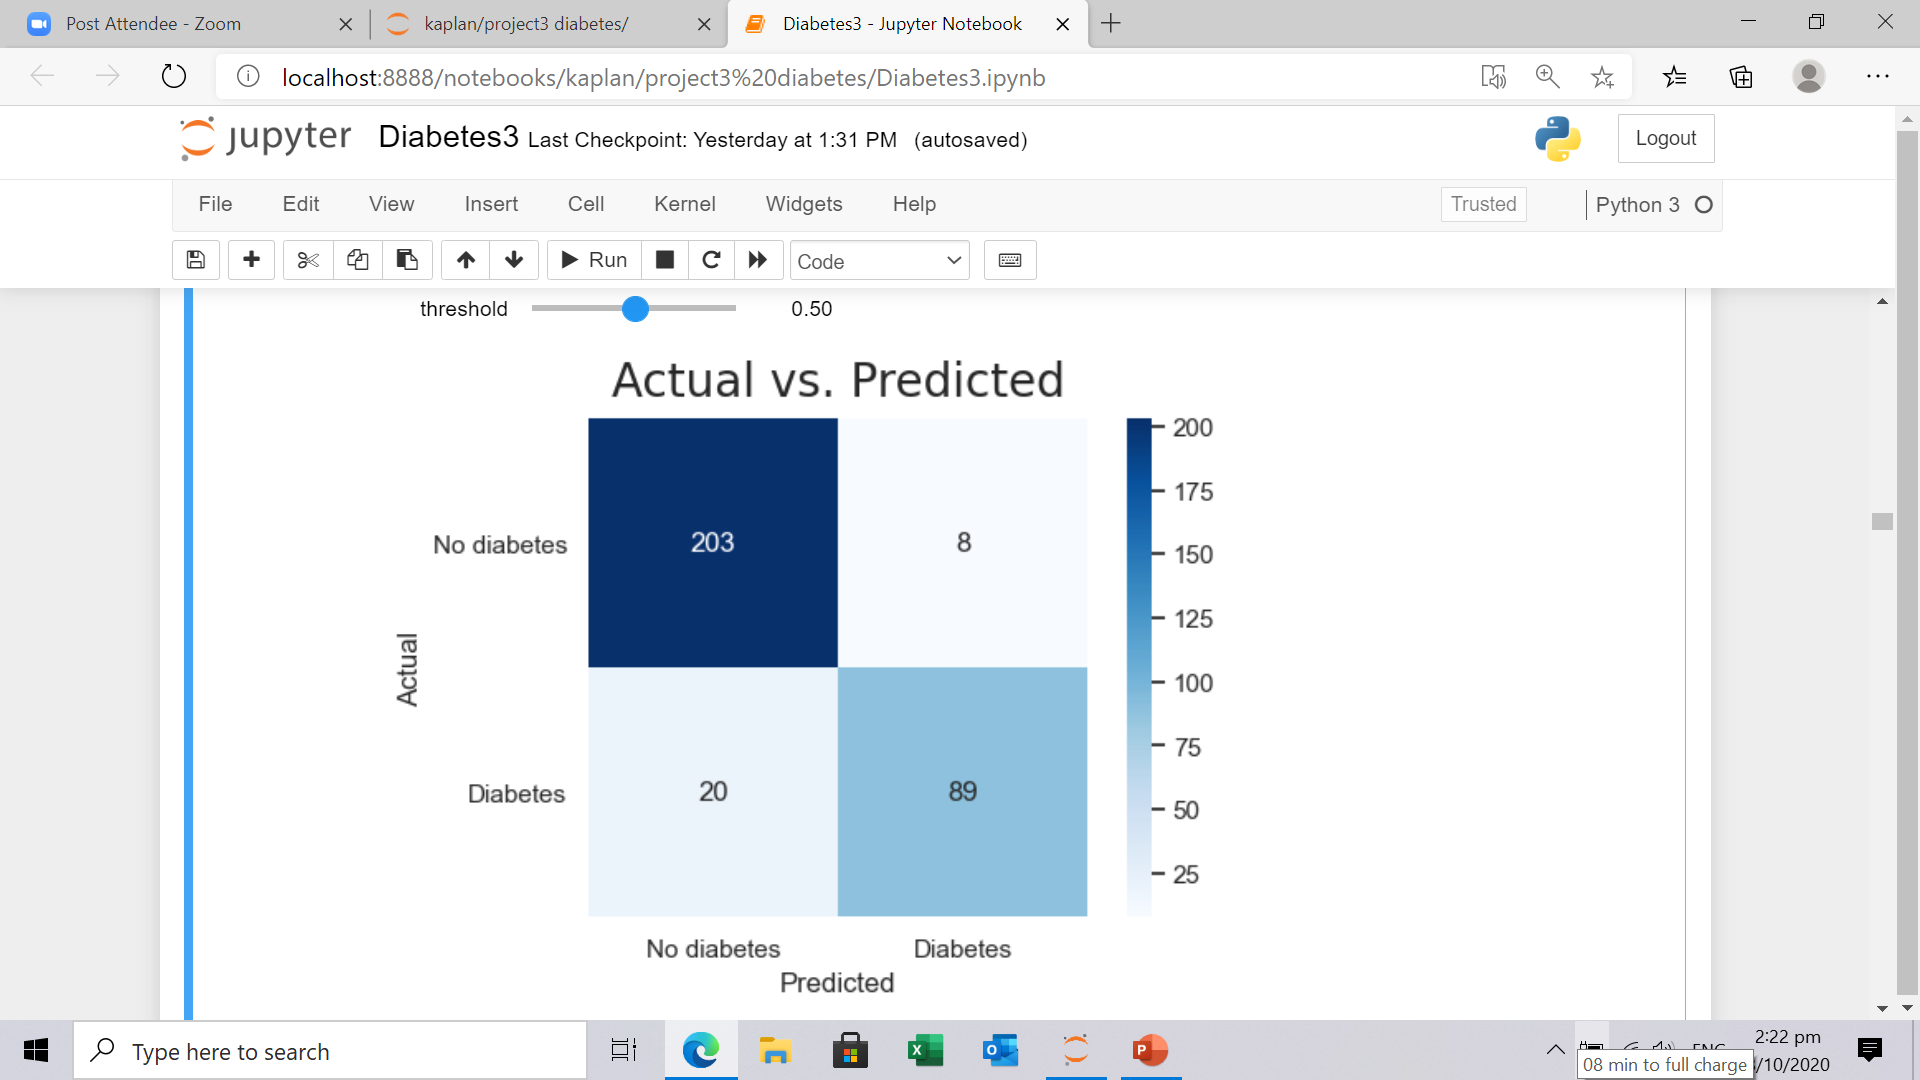 Post Attendee - Zoom
kaplan/project3 diabetes/
Diabetes3 - Jupyter Notebook
localhost:8888/notebooks/kaplan/project3%20diabetes/Diabetes3.ipynb
jupyter Diabetes3 Last Checkpoint: Yesterday at 1:31 PM (autosaved)
Logout
File Edit View Insert Cell Kernel Widgets Help
Trusted
Python 3
Run
Code
threshold 0.50
Actual vs. Predicted
203 8
20 89
No diabetes
Diabetes
Actual
No diabetes Diabetes
Predicted
200
175
150
125
100
75
50
25
Type here to search
2:22 pm
/10/2020
08 min to full charge